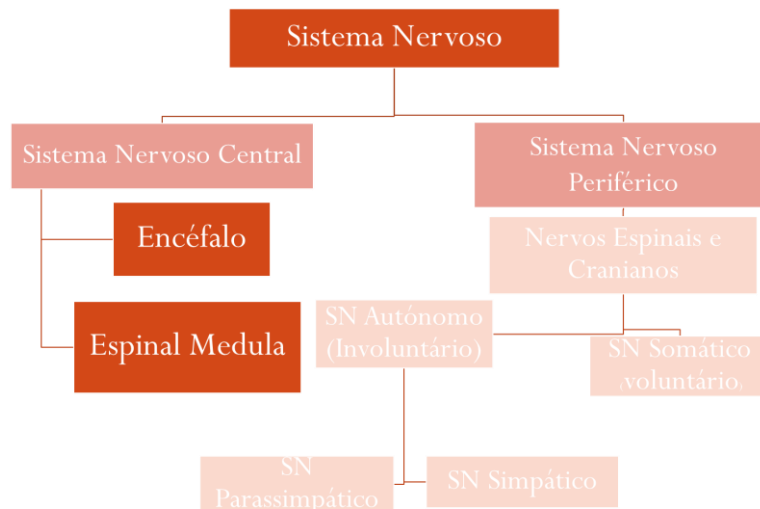 Sistema Nervoso
Sistema Nervoso Central
Sistema Nervoso
Periférico
Encéfalo
Nervos Espinais e
Cranianos
Espinal Medula
SN Autónomo
(Involuntário)
SN Somático
(voluntário)
SN
Parassimpático
SN Simpático